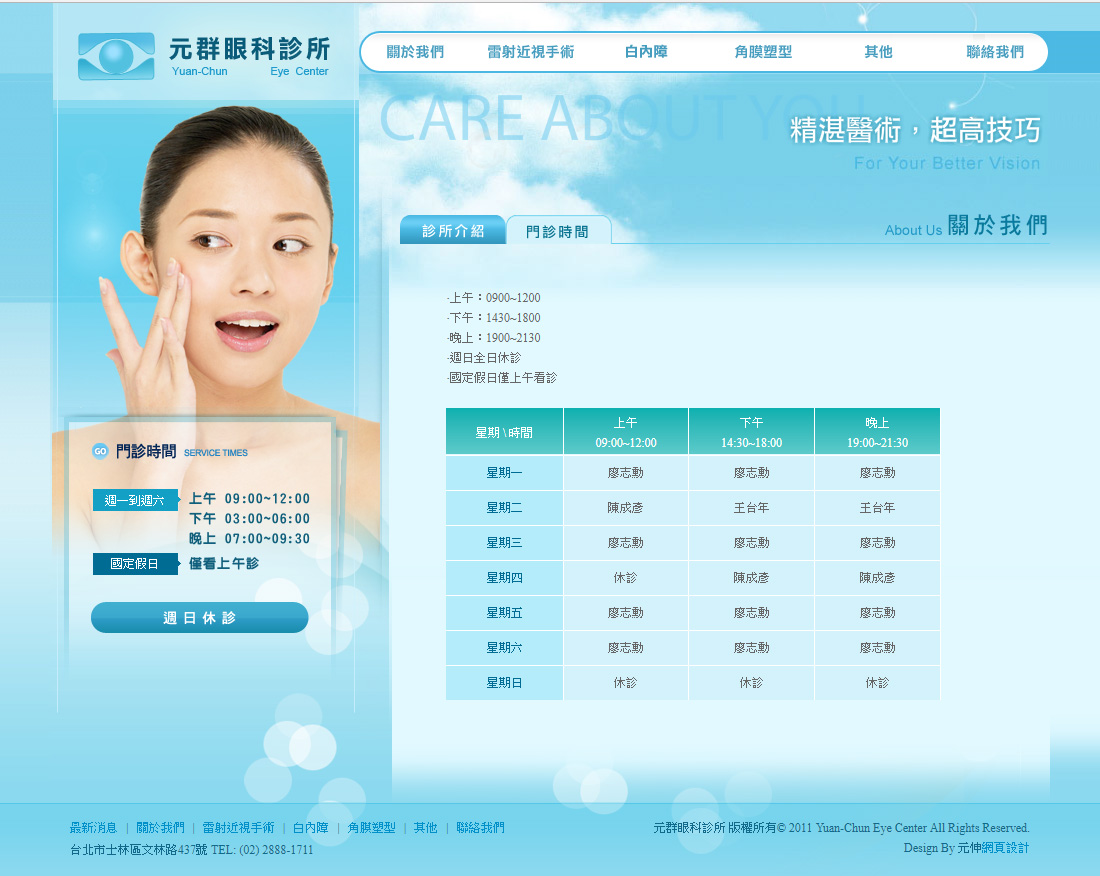 元群眼科診所
Yuan-Chun Eye Center
關於我們 雷射近視手術 白內障 角膜塑型 其他 聯絡我們
CARE ABOUT YOU
精湛醫術，超高技巧
For Your Better Vision
診所介紹 門診時間
About Us 關於我們
·上午：0900~1200
·下午：1430~1800
·晚上：1900~2130
·週日全日休診
·國定假日僅上午看診
星期 \ 時間 上午 09:00~12:00 下午 14:30~18:00 晚上 19:00~21:30
星期一 廖志勳 廖志勳 廖志勳
星期二 陳成彥 王台年 王台年
星期三 廖志勳 廖志勳 廖志勳
星期四 休診 陳成彥 陳成彥
星期五 廖志勳 廖志勳 廖志勳
星期六 廖志勳 廖志勳 廖志勳
星期日 休診 休診 休診
GO 門診時間 SERVICE TIMES
週一到週六 上午 09:00~12:00
下午 03:00~06:00
晚上 07:00~09:30
國定假日 僅看上午診
週日休診
最新消息 | 關於我們 | 雷射近視手術 | 白內障 | 角膜塑型 | 其他 | 聯絡我們
台北市士林區文林路437號 TEL: (02) 2888-1711
元群眼科診所 版權所有© 2011 Yuan-Chun Eye Center All Rights Reserved.
Design By 元伸網頁設計